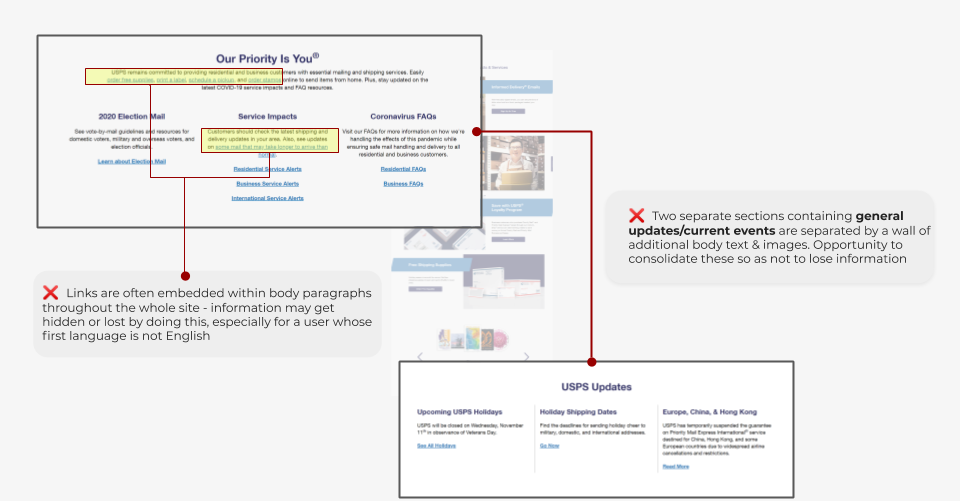 Our Priority Is You®
USPS remains committed to providing residential and business customers with essential mailing and shipping services. Easily
order free supplies, print a label, schedule a pickup, and order stamps online to send items from home. Plus, stay updated on the
latest COVID-19 service impacts and FAQ resources.
2020 Election Mail
See vote-by-mail guidelines and resources for
domestic voters, military and overseas voters, and
election officials.
Learn about Election Mail
Service Impacts
Customers should check the latest shipping and
delivery updates in your area. Also, see updates
on some mail that may take longer to arrive than
normal.
Residential Service Alerts
Business Service Alerts
International Service Alerts
Coronavirus FAQs
Visit our FAQs for more information on how we're
handling the effects of this pandemic while
ensuring safe mail handling and delivery to all
residential and business customers.
Residential FAQs
Business FAQs
& Services
Informed Delivery® Emails
Loyalty Program
Free Shipping Supplies
❌ Two separate sections containing general
updates/current events are separated by a wall of
additional body text & images. Opportunity to
consolidate these so as not to lose information
❌ Links are often embedded within body paragraphs
throughout the whole site - information may get
hidden or lost by doing this, especially for a user whose
first language is not English
USPS Updates
Upcoming USPS Holidays
USPS will be closed on Wednesday, November
11th in observance of Veterans Day.
See All Holidays
Holiday Shipping Dates
Find the deadlines for sending holiday cheer to
military, domestic, and international addresses.
Go Now
Europe, China, & Hong Kong
USPS has temporarily suspended the guarantee
on Priority Mail Express International® service
destined for China, Hong Kong, and some
European countries due to widespread airline
cancellations and restrictions.
Read More